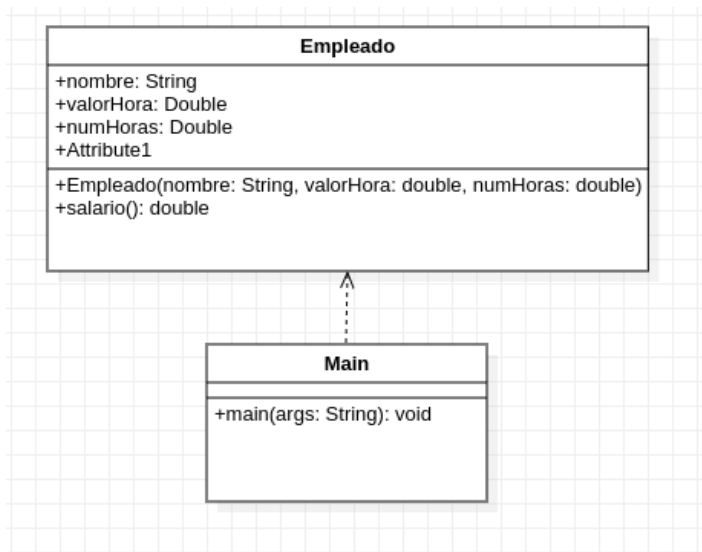 Empleado
+nombre: String
+valorHora: Double
+numHoras: Double
+Attribute1
+Empleado(nombre: String, valorHora: double, numHoras: double)
+salario(): double
Main
+main(args: String): void